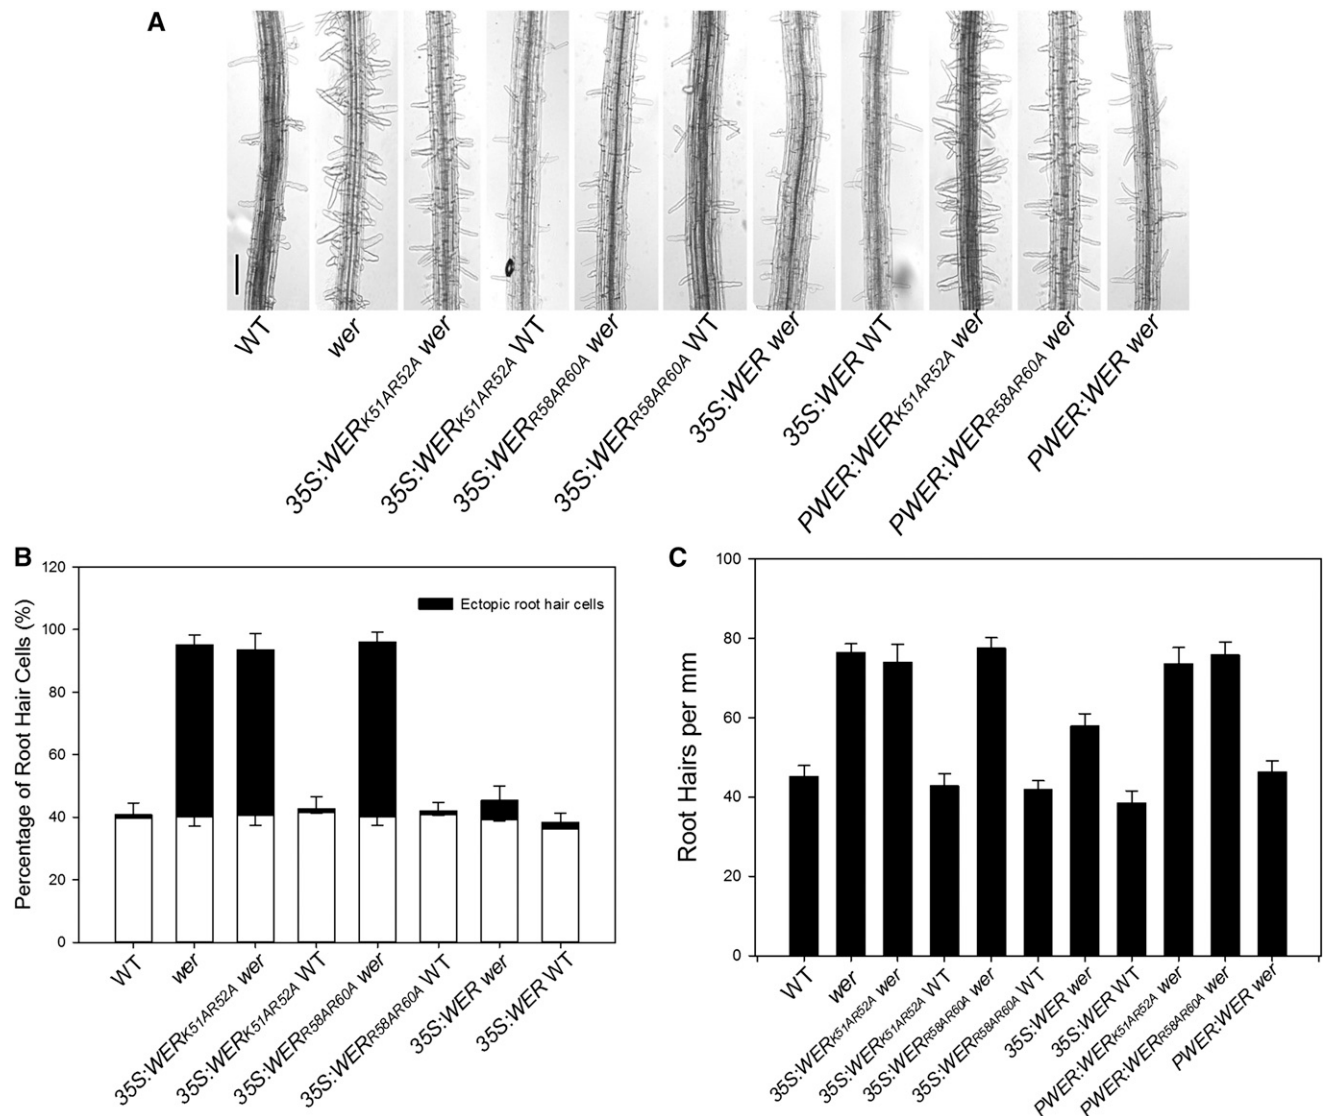 A
WT
wer
35S:WERK51AR52A wer
35S:WERK51AR52A WT
35S:WERR58AR60A wer
35S:WERR58AR60A WT
35S:WER wer
35S:WER WT
PWER:WERK51AR52A wer
PWER:WERR58AR60A wer
PWER:WER wer
B
Percentage of Root Hair Cells (%)
120
100
80
60
40
20
0
Ectopic root hair cells
WT
wer
35S:WERK51AR52A wer
35S:WERK51AR52A WT
35S:WERR58AR60A wer
35S:WERR58AR60A WT
35S:WER wer
35S:WER WT
C
Root Hairs per mm
100
80
60
40
20
0
WT
wer
35S:WERK51AR52A wer
35S:WERK51AR52A WT
35S:WERR58AR60A wer
35S:WERR58AR60A WT
35S:WER wer
35S:WER WT
PWER:WERK51AR52A wer
PWER:WERR58AR60A wer
PWER:WER wer